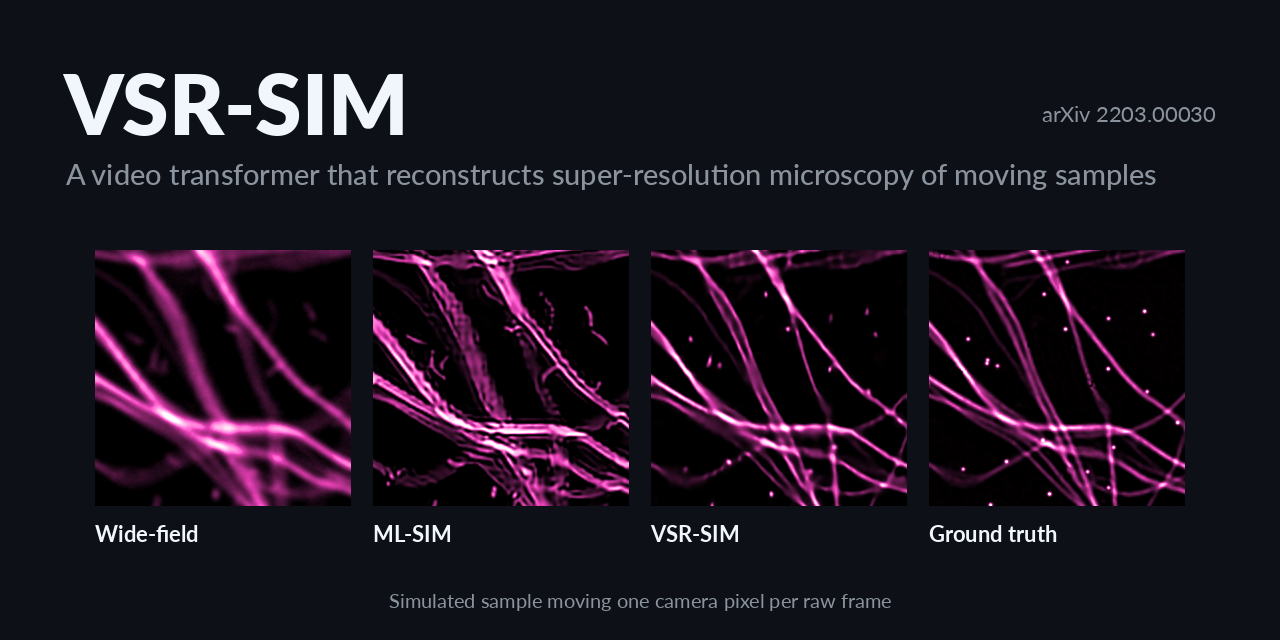 VSR-SIM
arXiv 2203.00030
A video transformer that reconstructs super-resolution microscopy of moving samples
Wide-field
ML-SIM
VSR-SIM
Ground truth
Simulated sample moving one camera pixel per raw frame